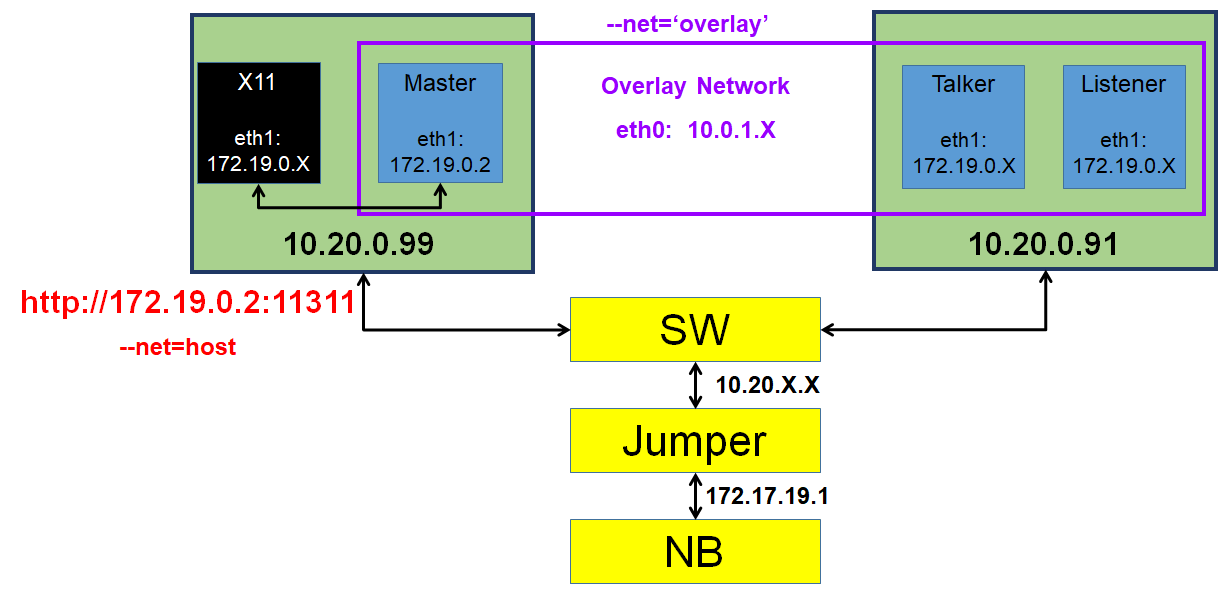 --net=‘overlay’
X11
eth1:
172.19.0.X
Master
eth1:
172.19.0.2
Overlay Network
eth0: 10.0.1.X
Talker
eth1:
172.19.0.X
Listener
eth1:
172.19.0.X
10.20.0.99
10.20.0.91
http://172.19.0.2:11311
--net=host
SW
10.20.X.X
Jumper
172.17.19.1
NB